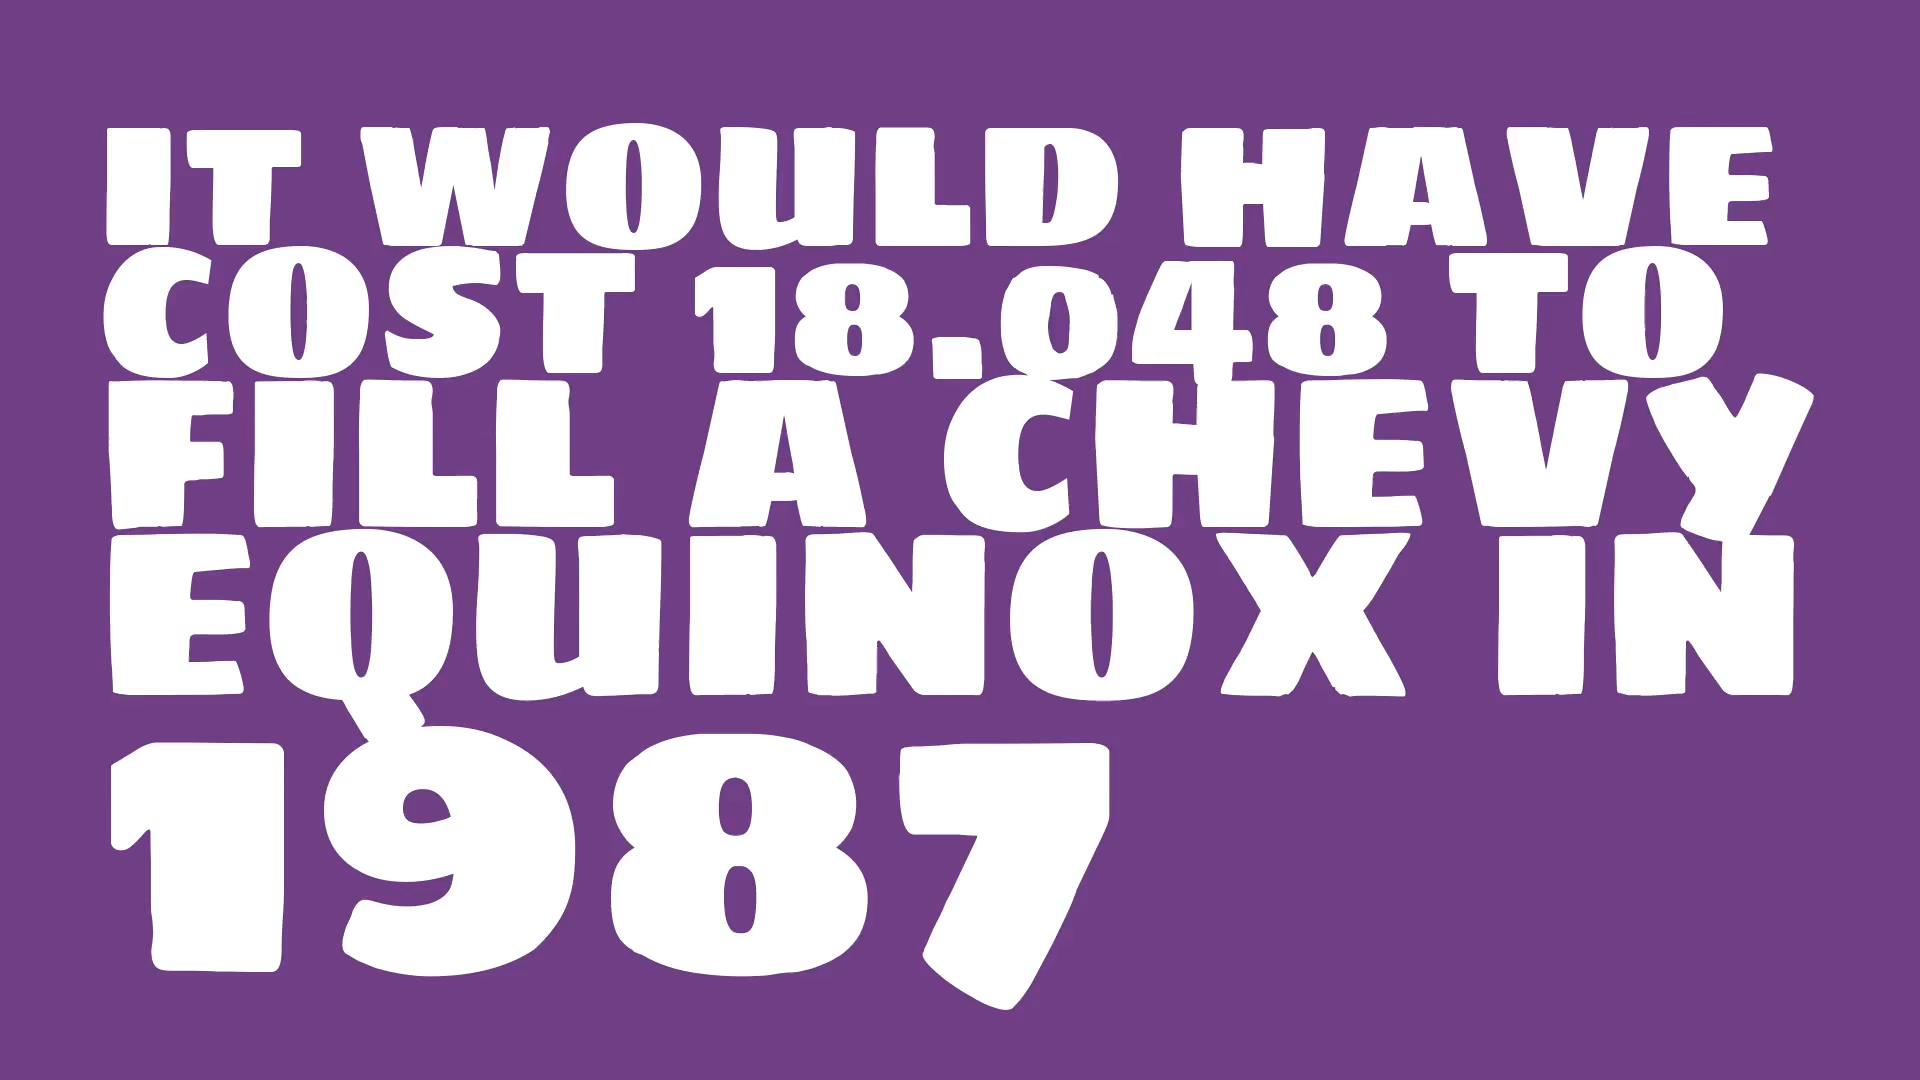 IT WOULD HAVE
COST 18.048 TO
FILL A CHEVY
EQUINOX IN
1987